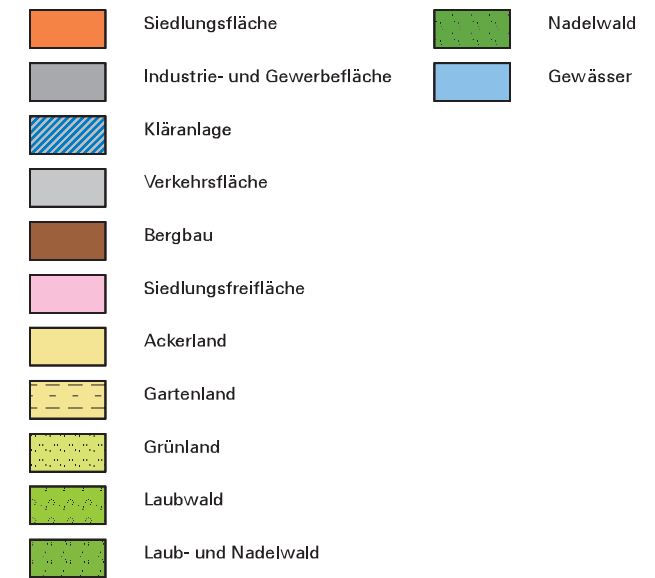 Siedlungsfläche
Industrie- und Gewerbefläche
Kläranlage
Verkehrsfläche
Bergbau
Siedlungsfreifläche
Ackerland
Gartenland
Grünland
Laubwald
Laub- und Nadelwald
Nadelwald
Gewässer